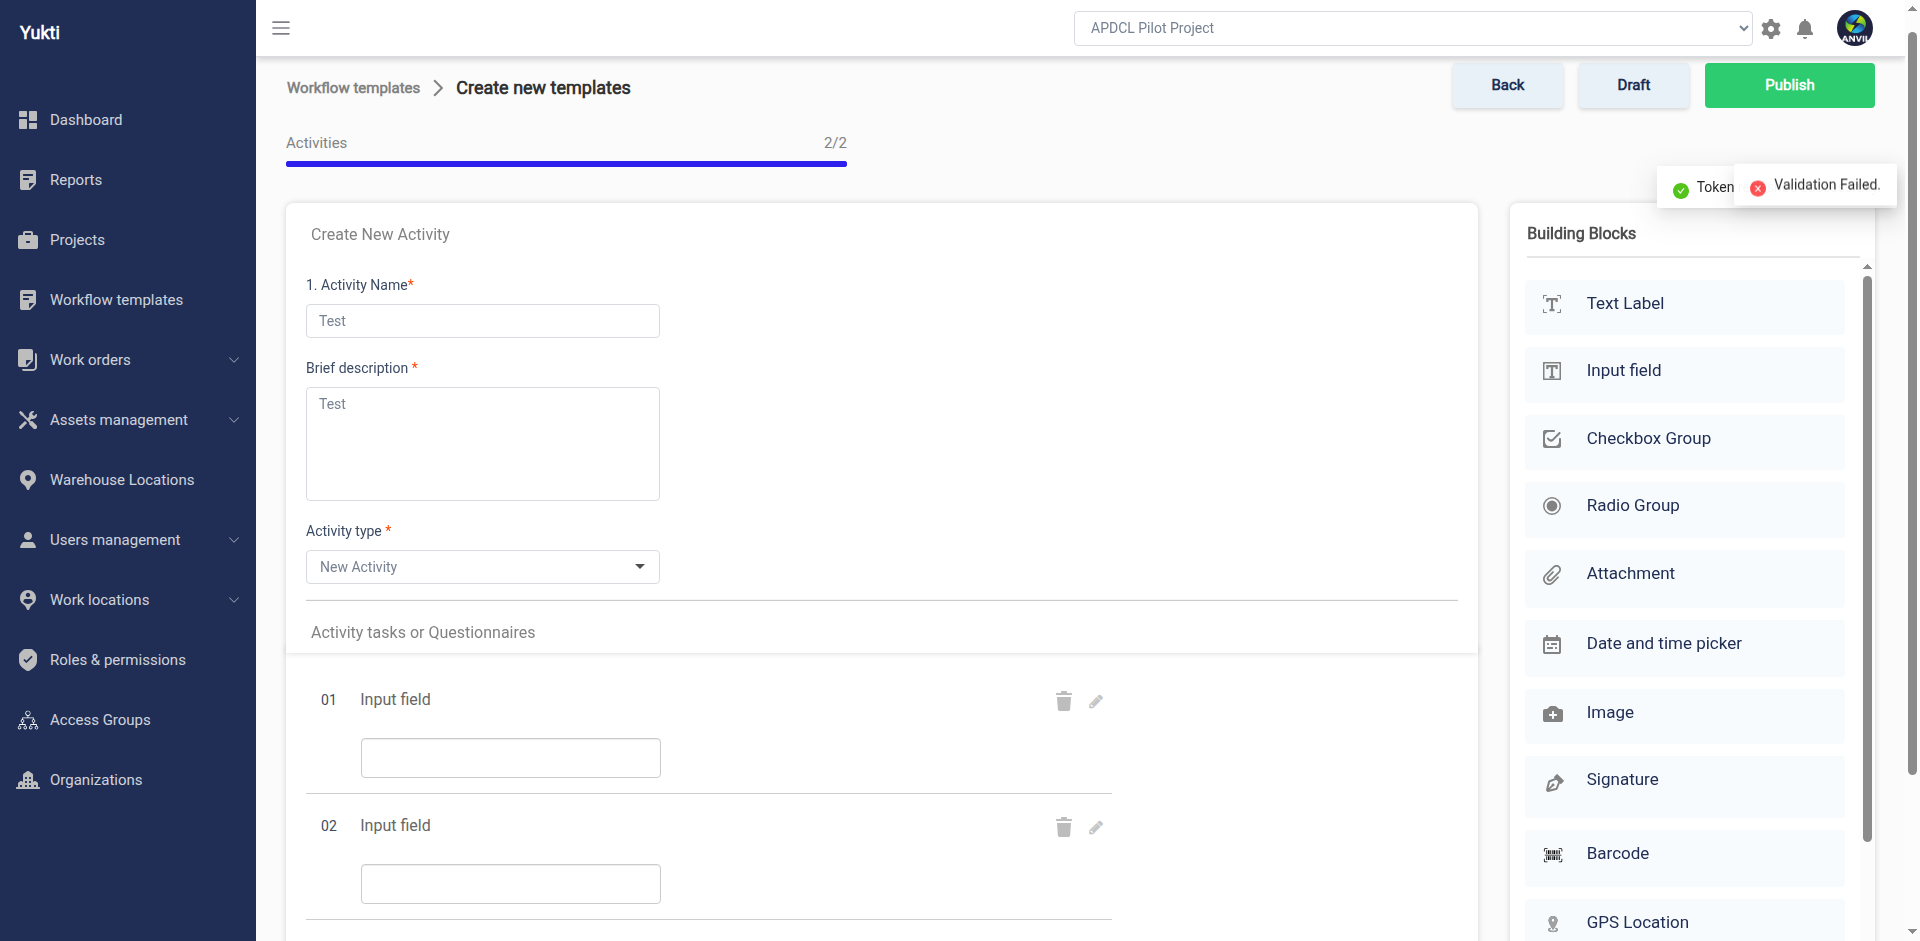 Yukti
APDCL Pilot Project
ANVIL
Workflow templates
Create new templates
Back
Draft
Publish
Dashboard
Reports
Projects
Workflow templates
Work orders
Assets management
Warehouse Locations
Users management
Work locations
Roles & permissions
Access Groups
Organizations
Activities
2/2
Token
Validation Failed.
Create New Activity
1. Activity Name*
Test
Brief description *
Test
Activity type *
New Activity
Activity tasks or Questionnaires
01 Input field
02 Input field
Building Blocks
Text Label
Input field
Checkbox Group
Radio Group
Attachment
Date and time picker
Image
Signature
Barcode
GPS Location